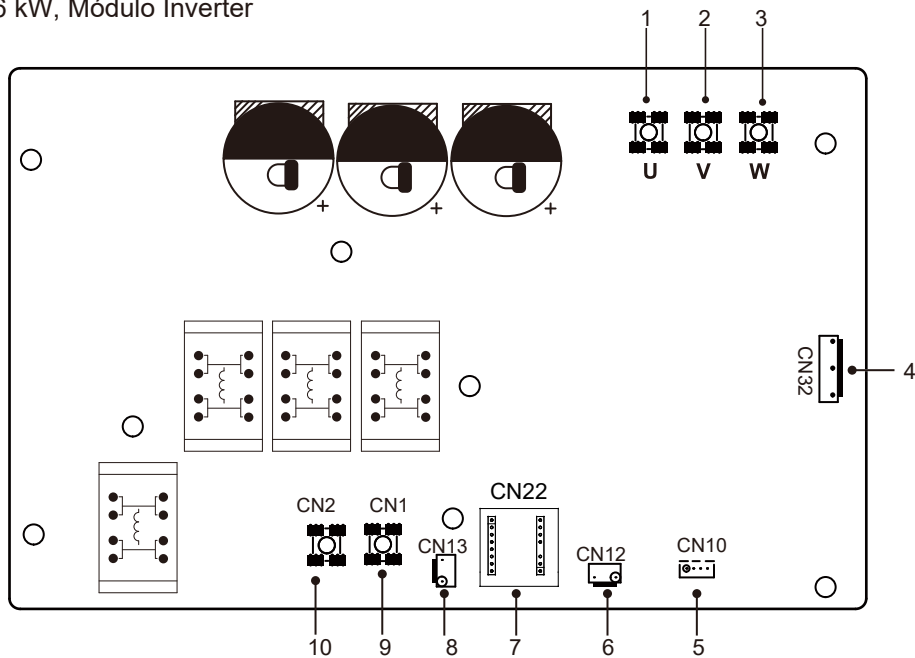 6 kW, Módulo Inverter
1 2 3
U V W
+ + +
CN32
4
CN22
CN2 CN1
CN13
CN12
CN10
10 9 8 7 6 5